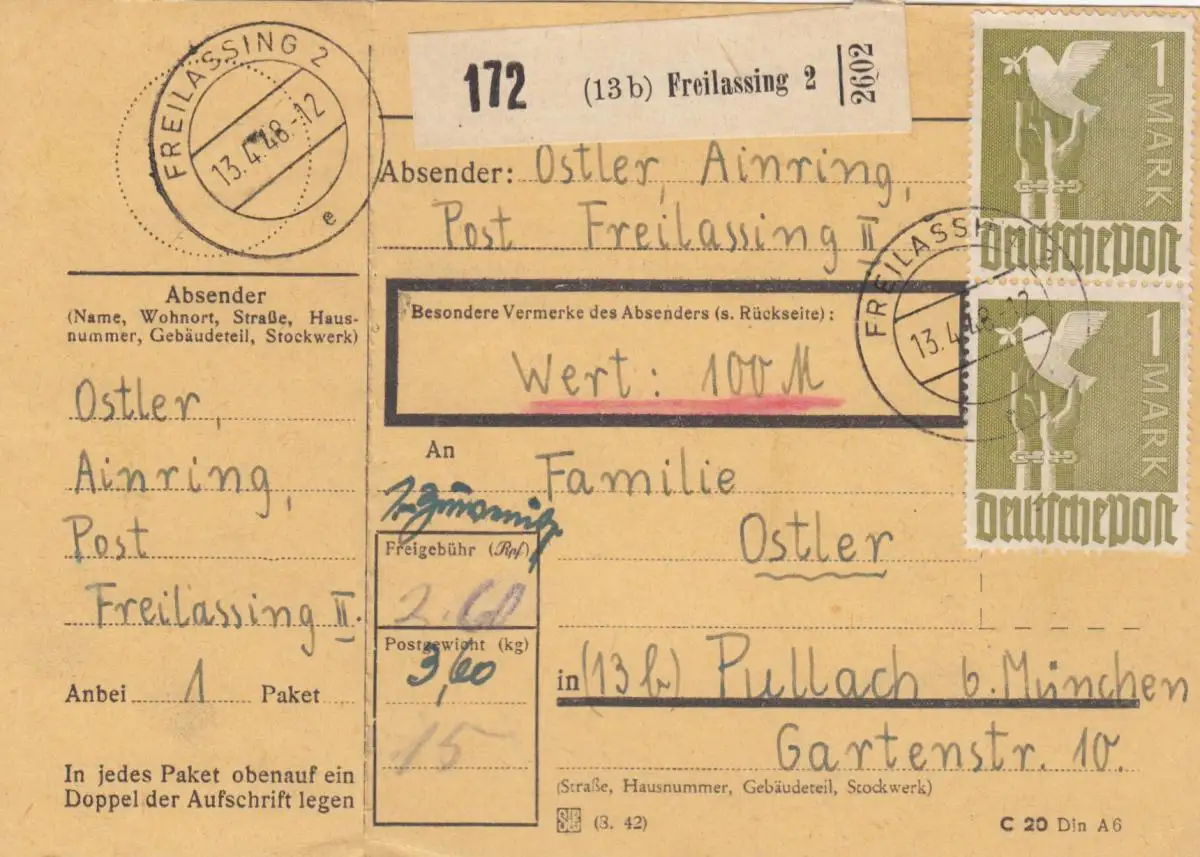 FREILASSING 2
13.4.48.-12
e
Absender
(Name, Wohnort, Straße, Haus-
nummer, Gebäudeteil, Stockwerk)
Ostler,
Ainring,
Post
Freilassing II.
Anbei 1 Paket
In jedes Paket obenauf ein
Doppel der Aufschrift legen
172 (13b) Freilassing 2 2602
Absender: Ostler, Ainring,
Post Freilassing II
Besondere Vermerke des Absenders (s. Rückseite):
Wert: 100 M
An Familie
Ostler
Freigebühr (Rpf)
2.60
Postgewicht (kg)
3,60
15
in (13b) Pullach b. München
Gartenstr. 10.
(Straße, Hausnummer, Gebäudeteil, Stockwerk)
(3. 42)
C 20 Din A6
1 MARK
Deutsche Post
FREILASSING
13.4.48-12
1 MARK
Deutsche Post